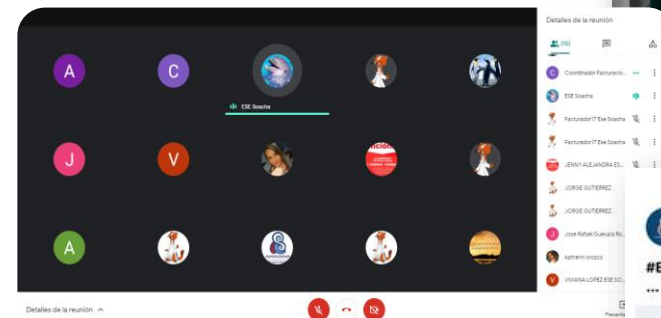 Detalles de la reunión
(15)
A
C
ESE Soacha
J
V
A
C
Coordinador Facturacio...
ESE Soacha
Facturador17 Ese Soacha
Facturador17 Ese Soacha
JENNY ALEJANDRA ES...
JORGE GUTIERREZ
JORGE GUTIERREZ
J
Jose Rafael Guevara Ro...
katherin orozco
V
VIVIANA LOPEZ ESE SO...
Detalles de la reunión
#E